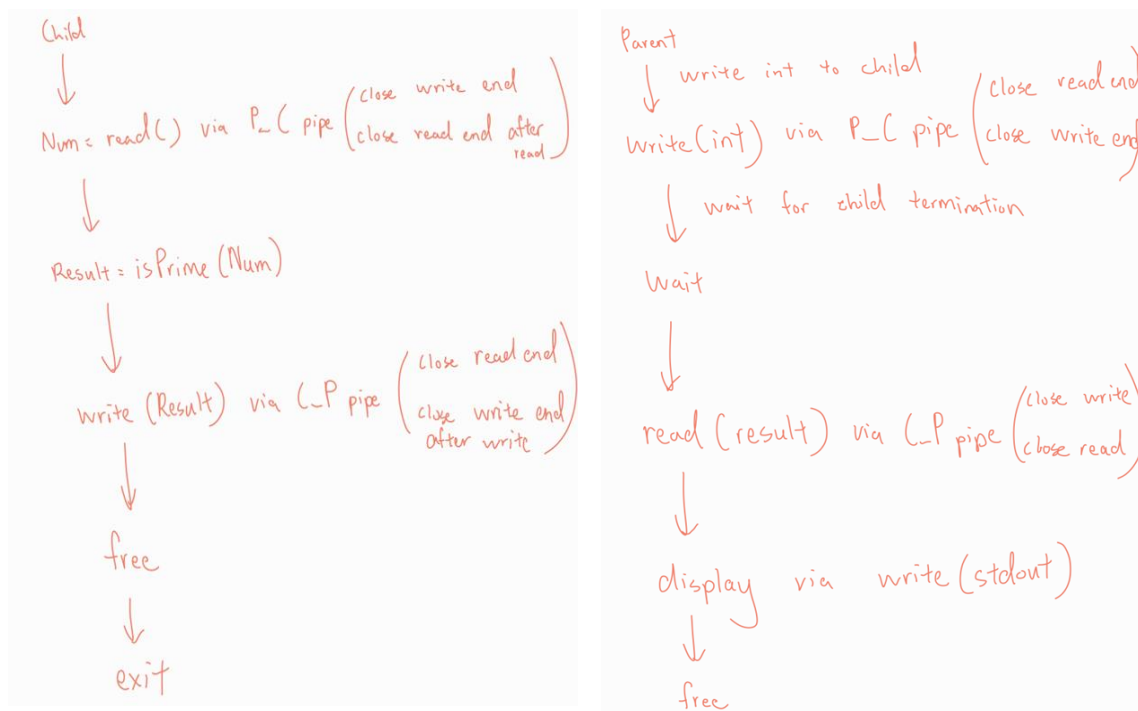 Child
Num = read() via P_C pipe (close write end
close read end after
read)
Result = isPrime (Num)
write (Result) via C_P pipe (close read end
close write end
after write)
free
exit
Parent
write int to child
write(int) via P_C pipe (close read end
close write end)
wait for child termination
Wait
read (result) via C_P pipe (close write
close read)
display via write (stdout)
free